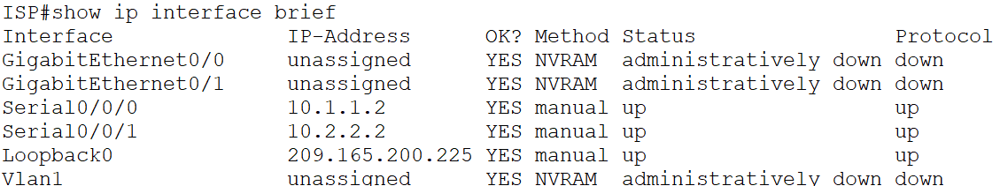 ISP#show ip interface brief
Interface IP-Address OK? Method Status Protocol
GigabitEthernet0/0 unassigned YES NVRAM administratively down down
GigabitEthernet0/1 unassigned YES NVRAM administratively down down
Serial0/0/0 10.1.1.2 YES manual up up
Serial0/0/1 10.2.2.2 YES manual up up
Loopback0 209.165.200.225 YES manual up up
Vlan1 unassigned YES NVRAM administratively down down